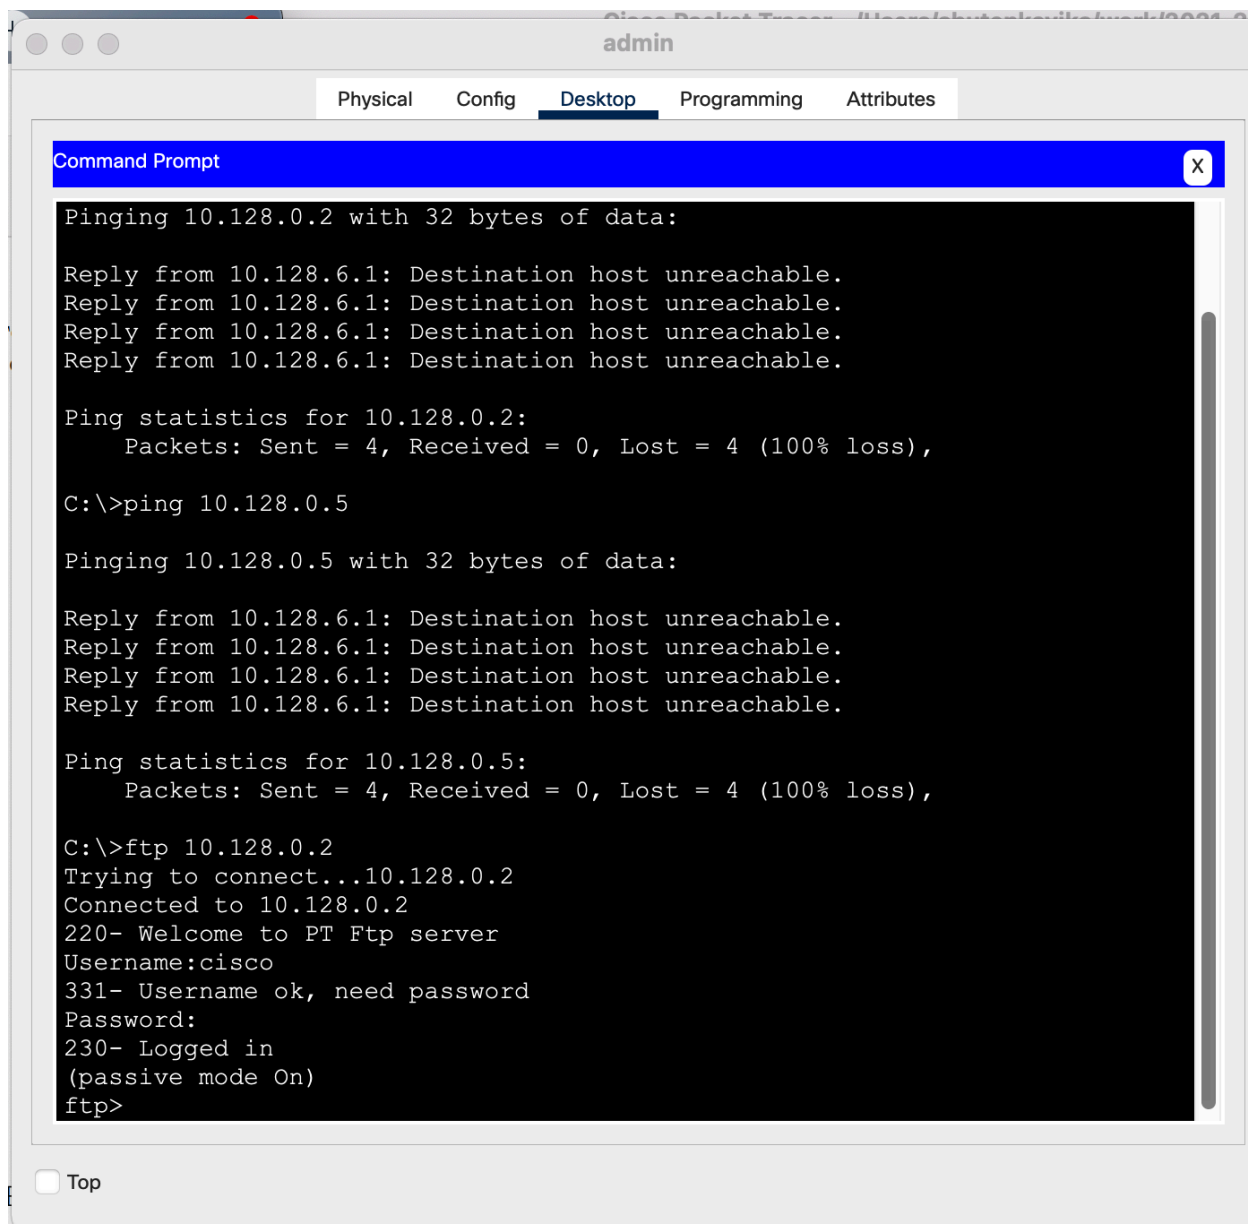 admin
Physical Config Desktop Programming Attributes
Command Prompt
X
Pinging 10.128.0.2 with 32 bytes of data:
Reply from 10.128.6.1: Destination host unreachable.
Reply from 10.128.6.1: Destination host unreachable.
Reply from 10.128.6.1: Destination host unreachable.
Reply from 10.128.6.1: Destination host unreachable.
Ping statistics for 10.128.0.2:
Packets: Sent = 4, Received = 0, Lost = 4 (100% loss),
C:\>ping 10.128.0.5
Pinging 10.128.0.5 with 32 bytes of data:
Reply from 10.128.6.1: Destination host unreachable.
Reply from 10.128.6.1: Destination host unreachable.
Reply from 10.128.6.1: Destination host unreachable.
Reply from 10.128.6.1: Destination host unreachable.
Ping statistics for 10.128.0.5:
Packets: Sent = 4, Received = 0, Lost = 4 (100% loss),
C:\>ftp 10.128.0.2
Trying to connect...10.128.0.2
Connected to 10.128.0.2
220- Welcome to PT Ftp server
Username:cisco
331- Username ok, need password
Password:
230- Logged in
(passive mode On)
ftp>
Top